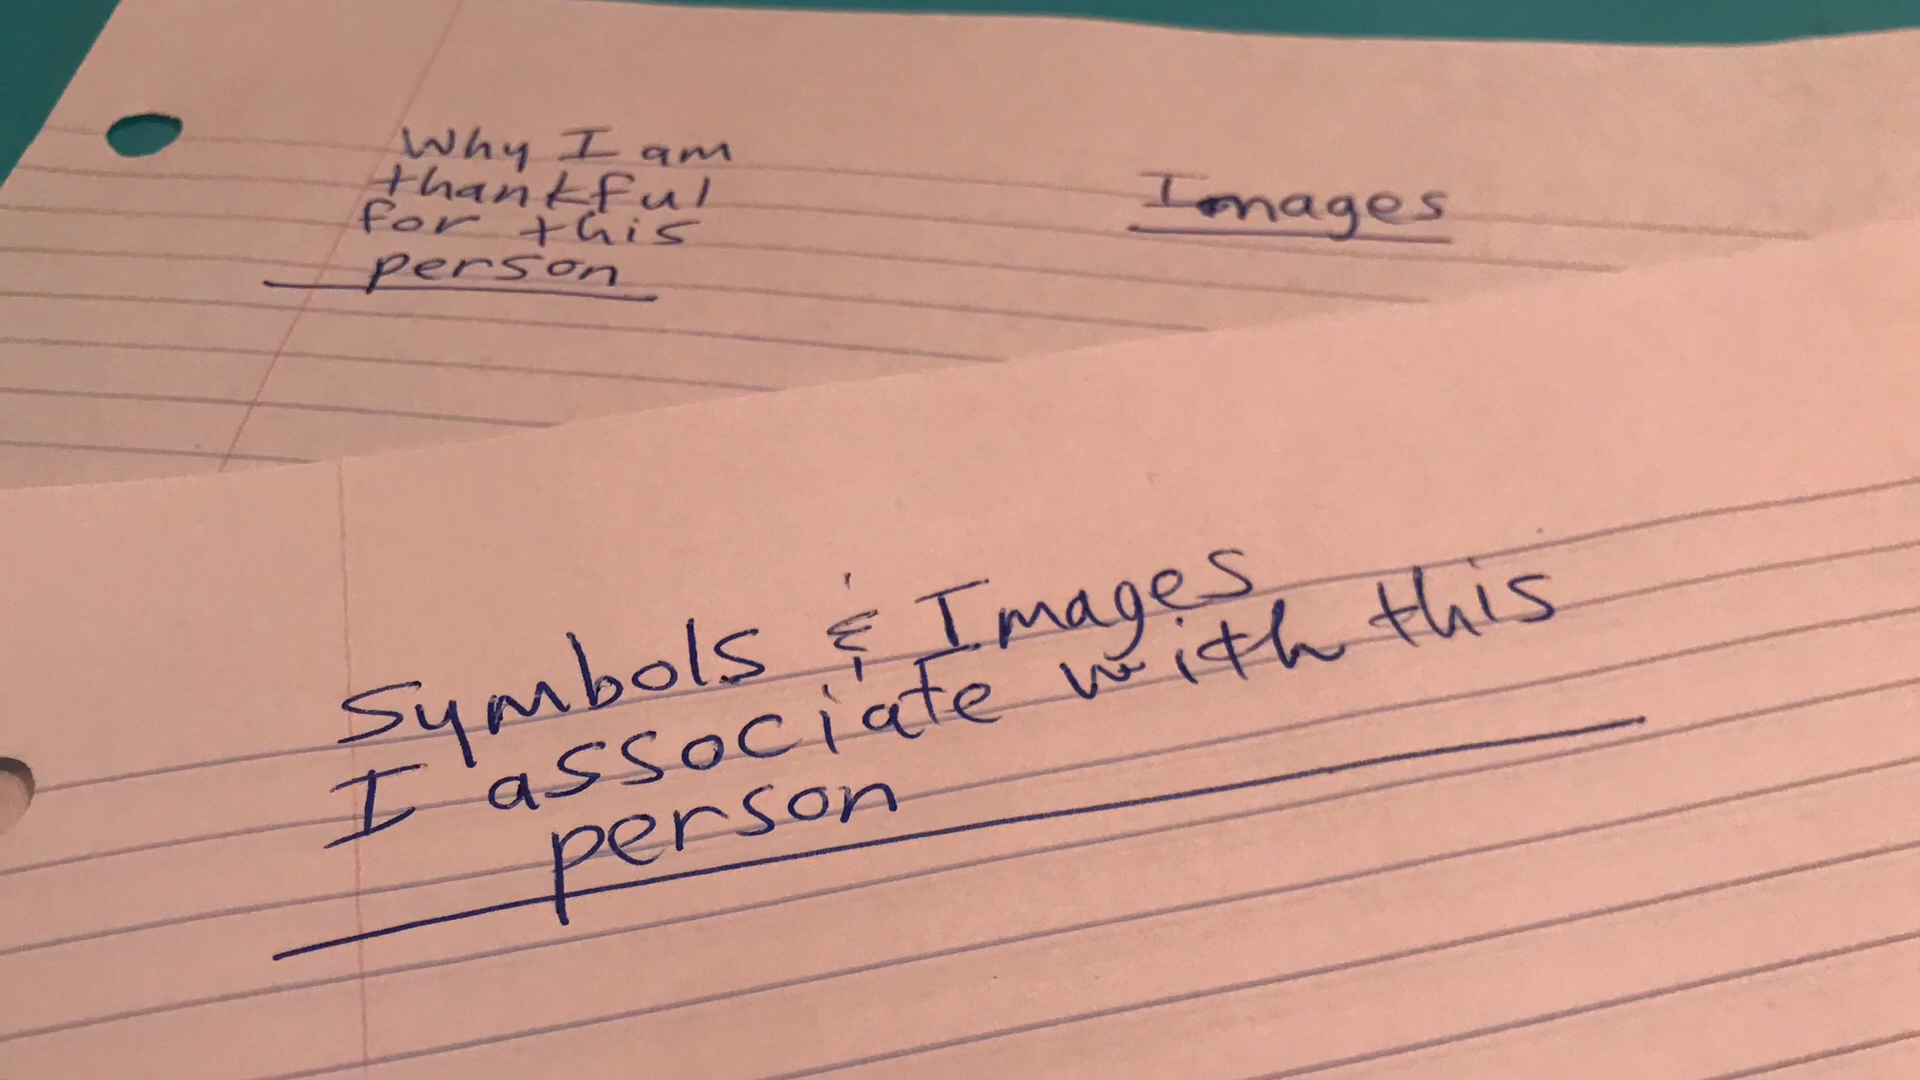 Why I am
thankful
for this
person
Images
Symbols & Images
I associate with this
person